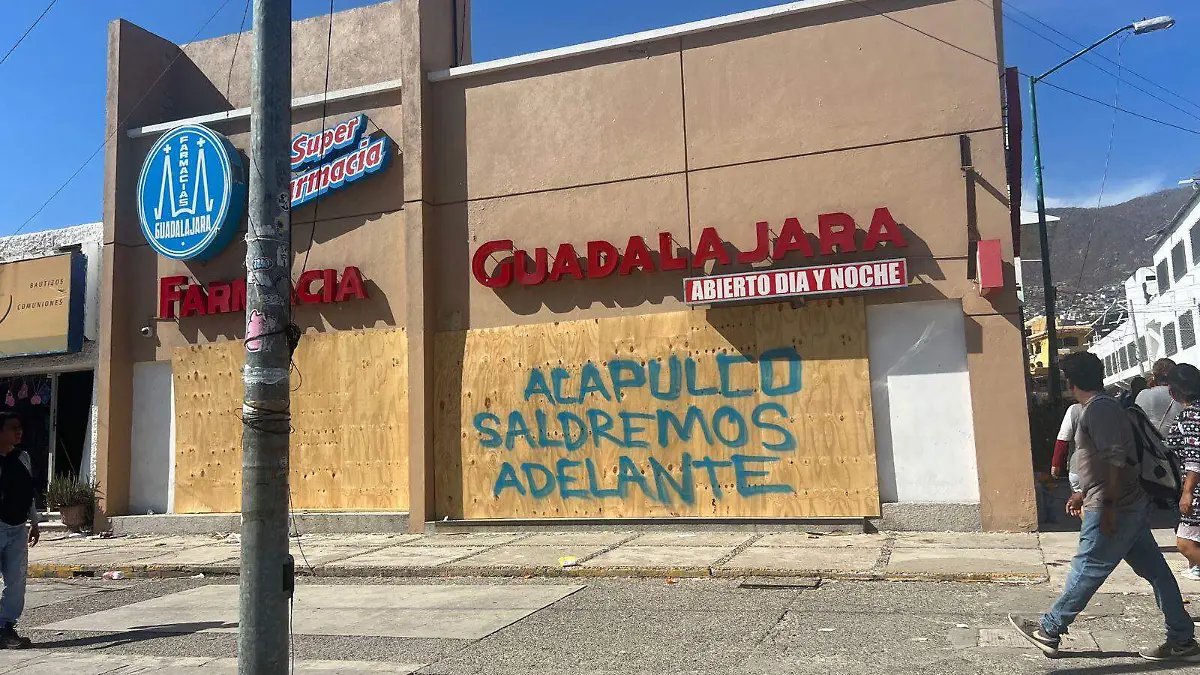 BAUTIZOS
COMUNIONES
FARMACIAS
GUADALAJARA
Super
Farmacia
FARMACIA
GUADALAJARA
ABIERTO DIA Y NOCHE
ACAPULCO
SALDREMOS
ADELANTE